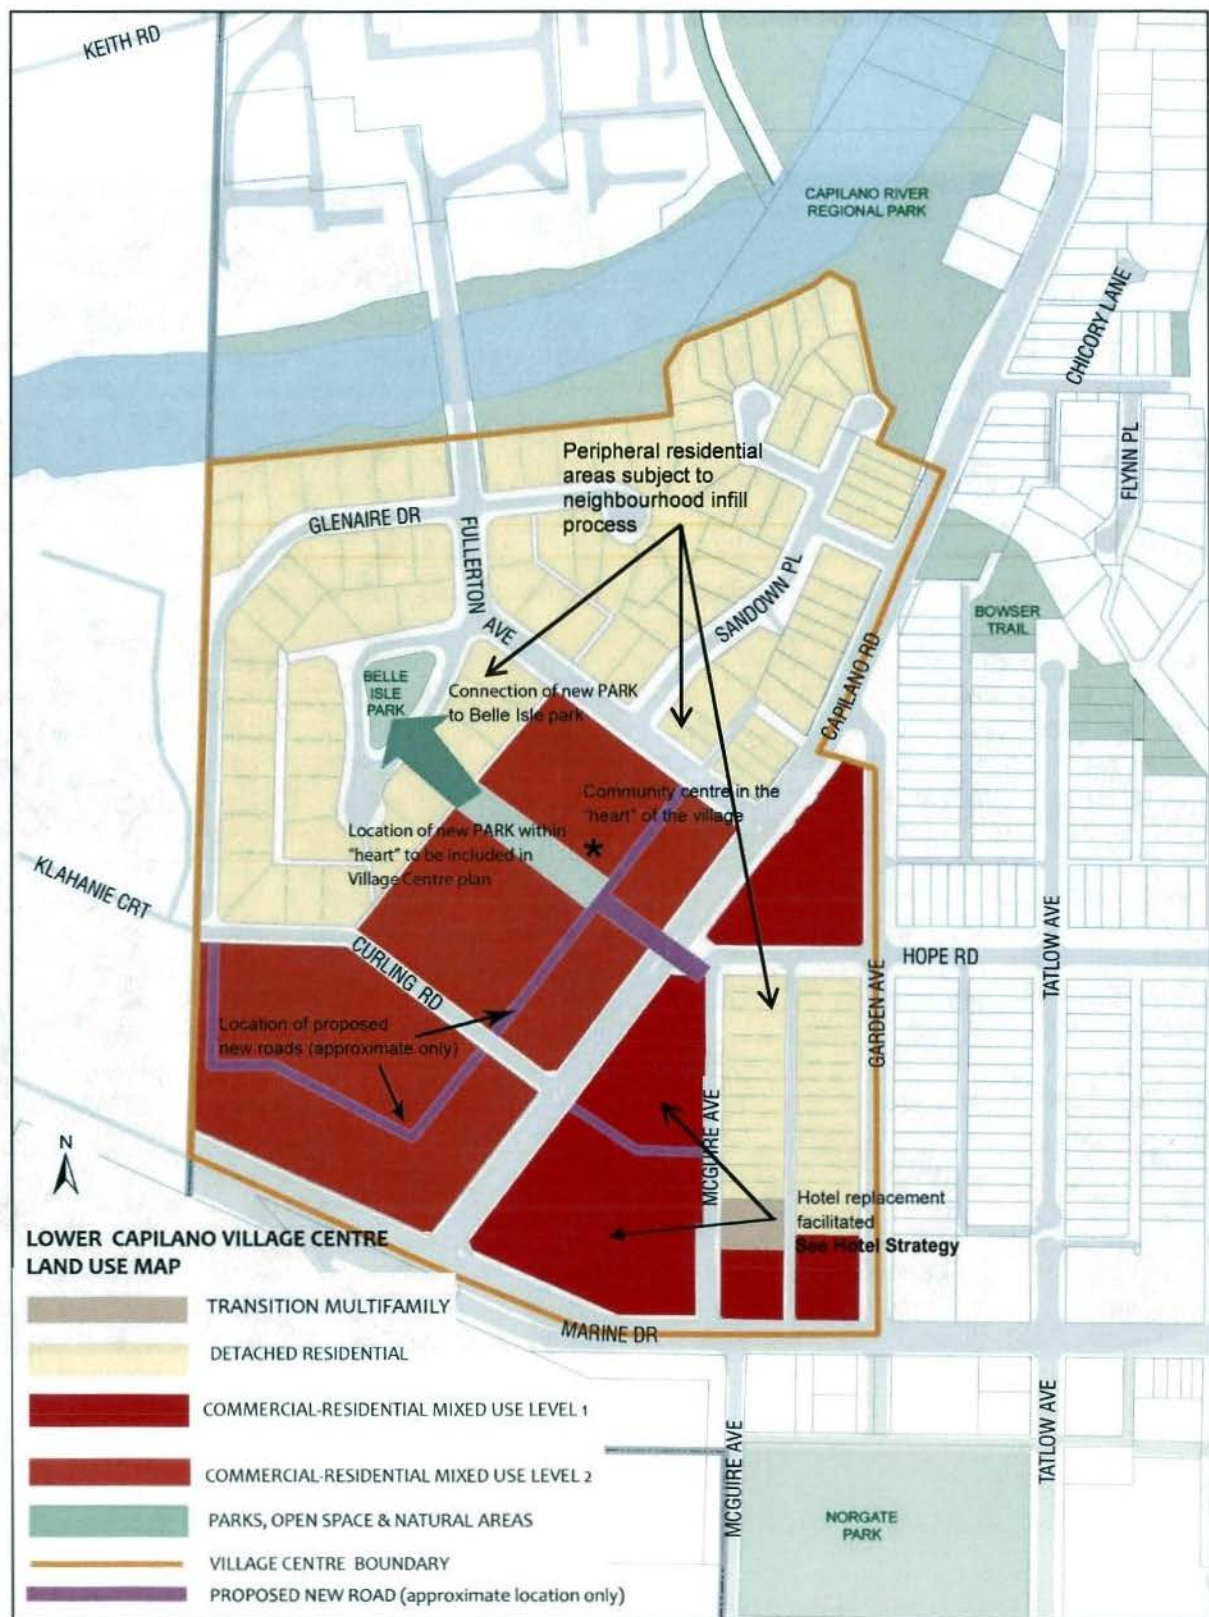 KEITH RD
CAPILANO RIVER
REGIONAL PARK
CHICORY LANE
FLYNN PL
Peripheral residential
areas subject to
neighbourhood infill
process
GLENAIRE DR
FULLERTON AVE
SANDOWN PL
BOWSER
TRAIL
CAPILANO RD
BELLE
ISLE
PARK
Connection of new PARK
to Belle Isle park
Community centre in the
"heart" of the village
*
Location of new PARK within
"heart" to be included in
Village Centre plan
KLAHANIE CRT
CURLING RD
HOPE RD
TATLOW AVE
GARDEN AVE
Location of proposed
new roads (approximate only)
MCGUIRE AVE
N
Hotel replacement
facilitated
See Hotel Strategy
MARINE DR
LOWER CAPILANO VILLAGE CENTRE
LAND USE MAP
TRANSITION MULTIFAMILY
DETACHED RESIDENTIAL
COMMERCIAL-RESIDENTIAL MIXED USE LEVEL 1
COMMERCIAL-RESIDENTIAL MIXED USE LEVEL 2
PARKS, OPEN SPACE & NATURAL AREAS
VILLAGE CENTRE BOUNDARY
PROPOSED NEW ROAD (approximate location only)
MCGUIRE AVE
TATLOW AVE
NORGATE
PARK